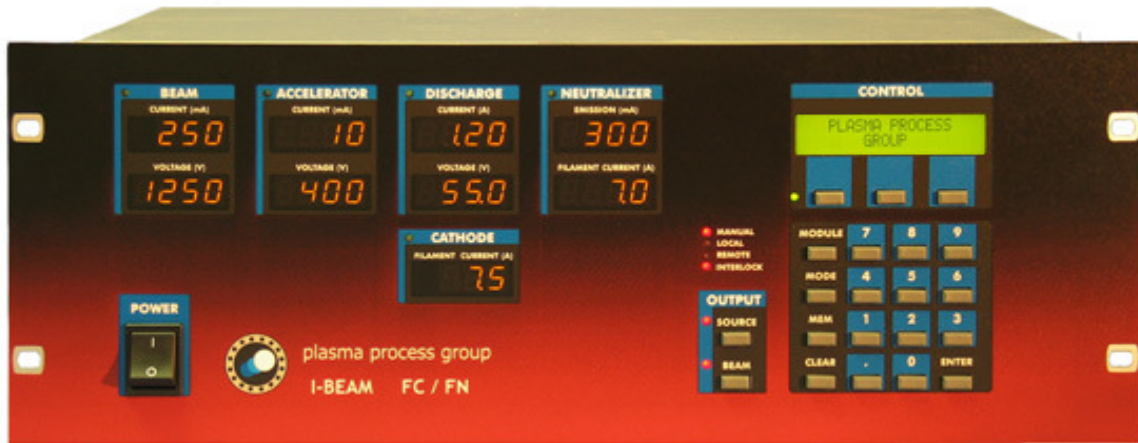 BEAM
CURRENT (mA)
250
VOLTAGE (V)
1250
ACCELERATOR
CURRENT (mA)
10
VOLTAGE (V)
400
DISCHARGE
CURRENT (A)
1.20
VOLTAGE (V)
55.0
NEUTRALIZER
EMISSION (mA)
300
FILAMENT CURRENT (A)
7.0
CATHODE
FILAMENT CURRENT (A)
7.5
CONTROL
PLASMA PROCESS
GROUP
MANUAL
LOCAL
REMOTE
INTERLOCK
OUTPUT
SOURCE
BEAM
MODULE 7 8 9
MODE 4 5 6
MEM 1 2 3
CLEAR . 0 ENTER
POWER
I
O
plasma process group
I-BEAM FC / FN